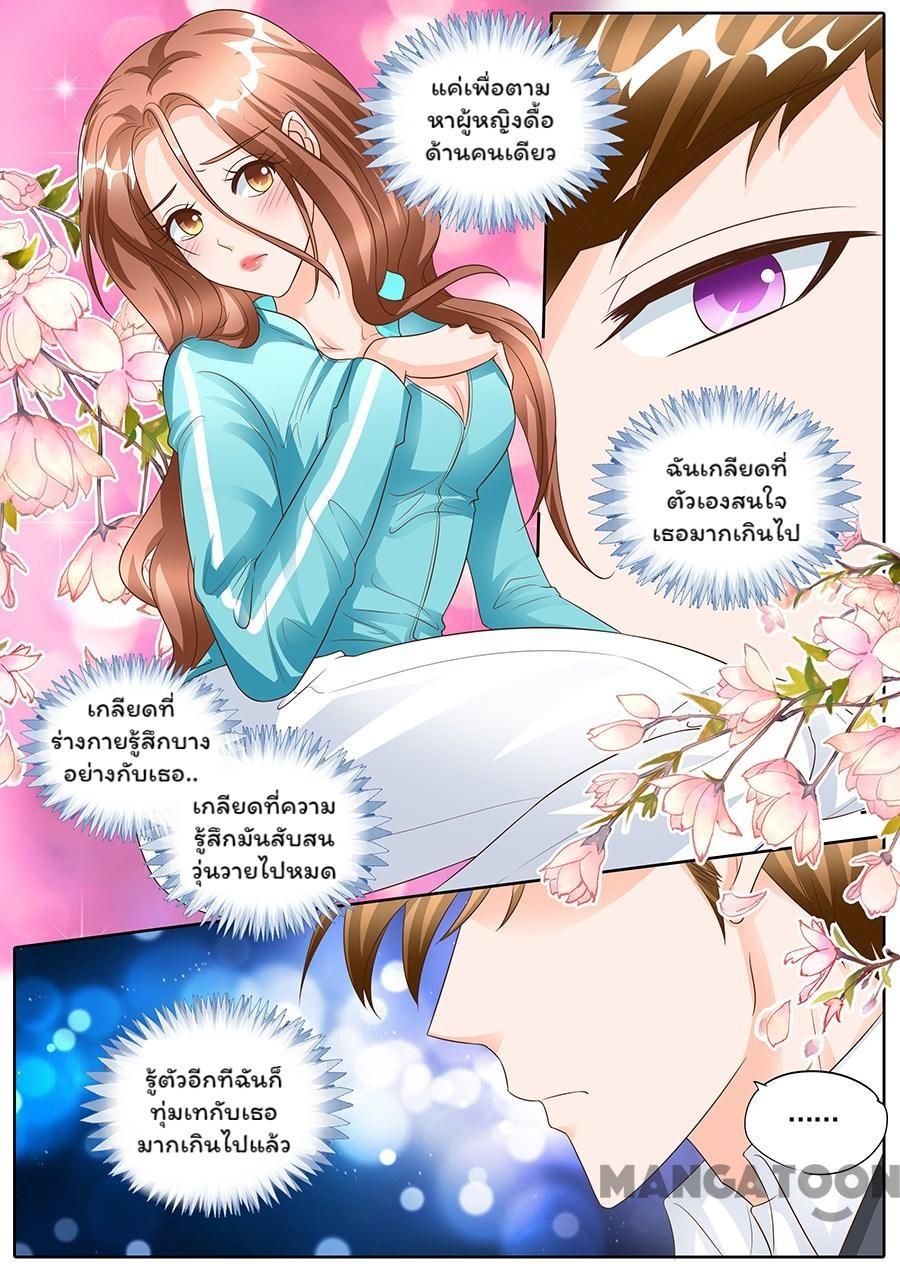 แค่เพื่อตาม
หาผู้หญิงดื้อ
ด้านคนเดียว
ฉันเกลียดที่
ตัวเองสนใจ
เธอมากเกินไป
เกลียดที่
ร่างกายรู้สึกบาง
อย่างกับเธอ..
เกลียดที่ความ
รู้สึกมันสับสน
วุ่นวายไปหมด
รู้ตัวอีกทีฉันก็
ทุ่มเทกับเธอ
มากเกินไปแล้ว
......
MANGATOON